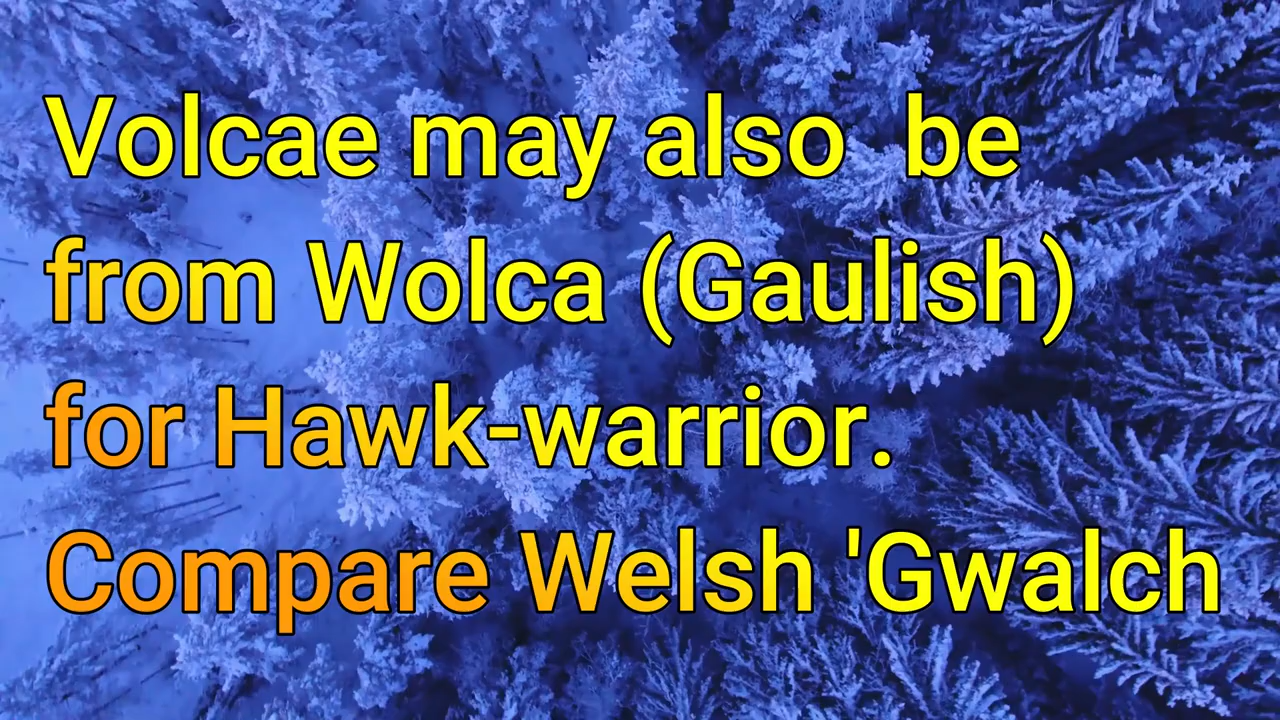 Volcae may also  be
from Wolca (Gaulish)
for Hawk-warrior.
Compare Welsh 'Gwalch